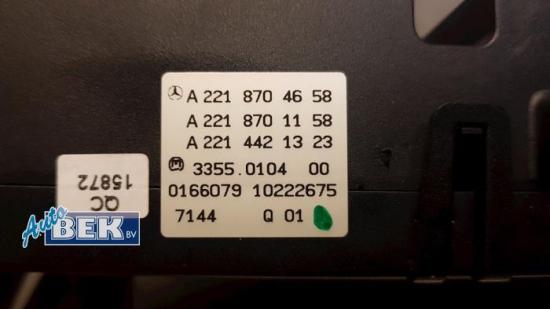 A 221 870 46 58
A 221 870 11 58
A 221 442 13 23
3355.0104 00
0166079 10222675
7144 Q 01
QC
15872
Auto
BEK BV